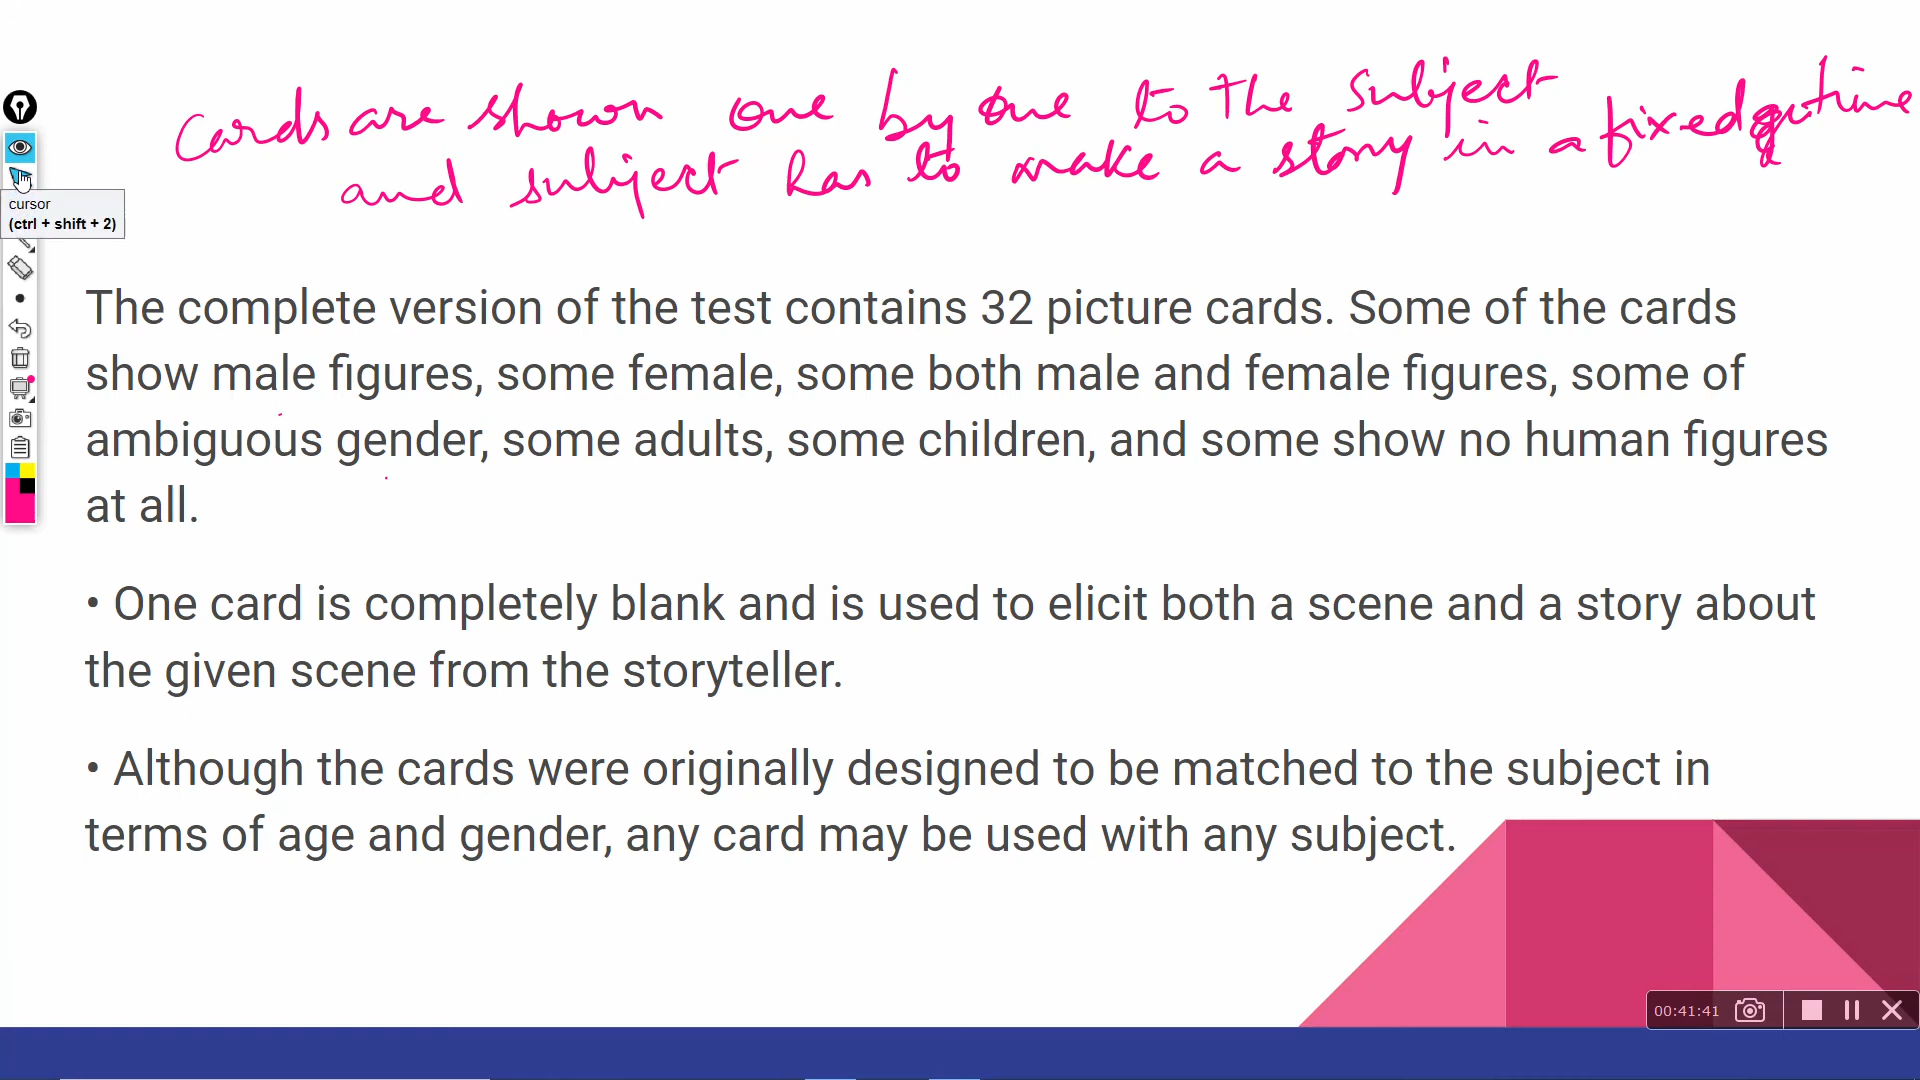 Cards are shown one by one to the subject
and subject has to make a story in a fixed time
cursor
(ctrl + shift + 2)
The complete version of the test contains 32 picture cards. Some of the cards
show male figures, some female, some both male and female figures, some of
ambiguous gender, some adults, some children, and some show no human figures
at all.
• One card is completely blank and is used to elicit both a scene and a story about
the given scene from the storyteller.
• Although the cards were originally designed to be matched to the subject in
terms of age and gender, any card may be used with any subject.
00:41:41